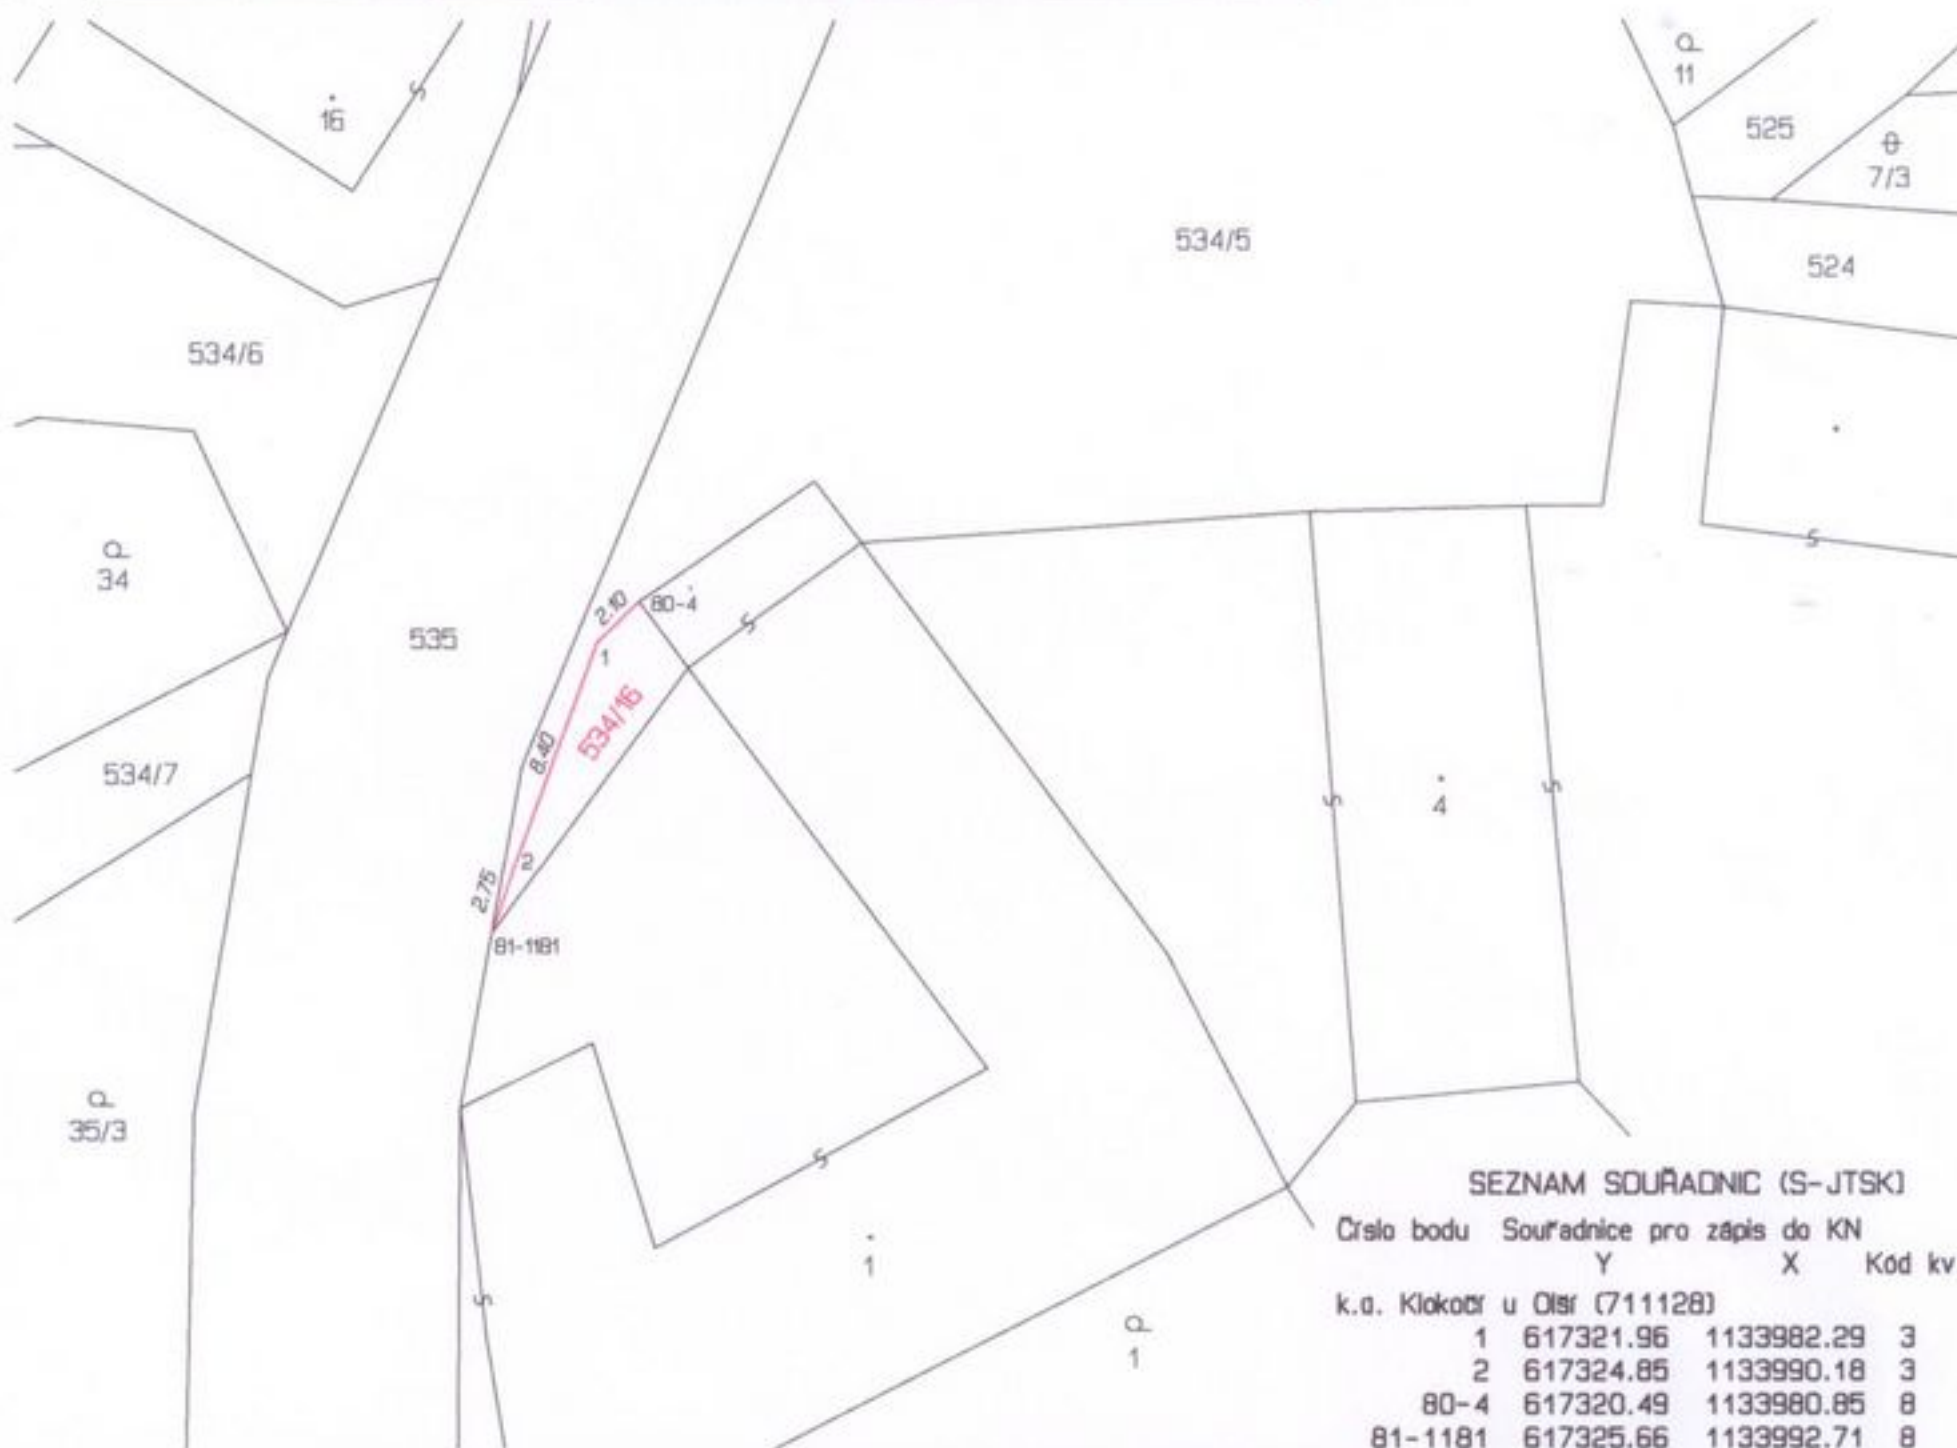 11
16
525
7/3
534/5
524
534/6
34
535
2.10
80-4
1
534/16
8.40
534/7
4
2
2.75
81-1181
35/3
1
1
SEZNAM SOUŘADNIC (S-JTSK)
Číslo bodu Souřadnice pro zápis do KN
Y X Kód kv
k.ú. Klokočí u Olší (711128)
1 617321.96 1133982.29 3
2 617324.85 1133990.18 3
80-4 617320.49 1133980.85 8
81-1181 617325.66 1133992.71 8